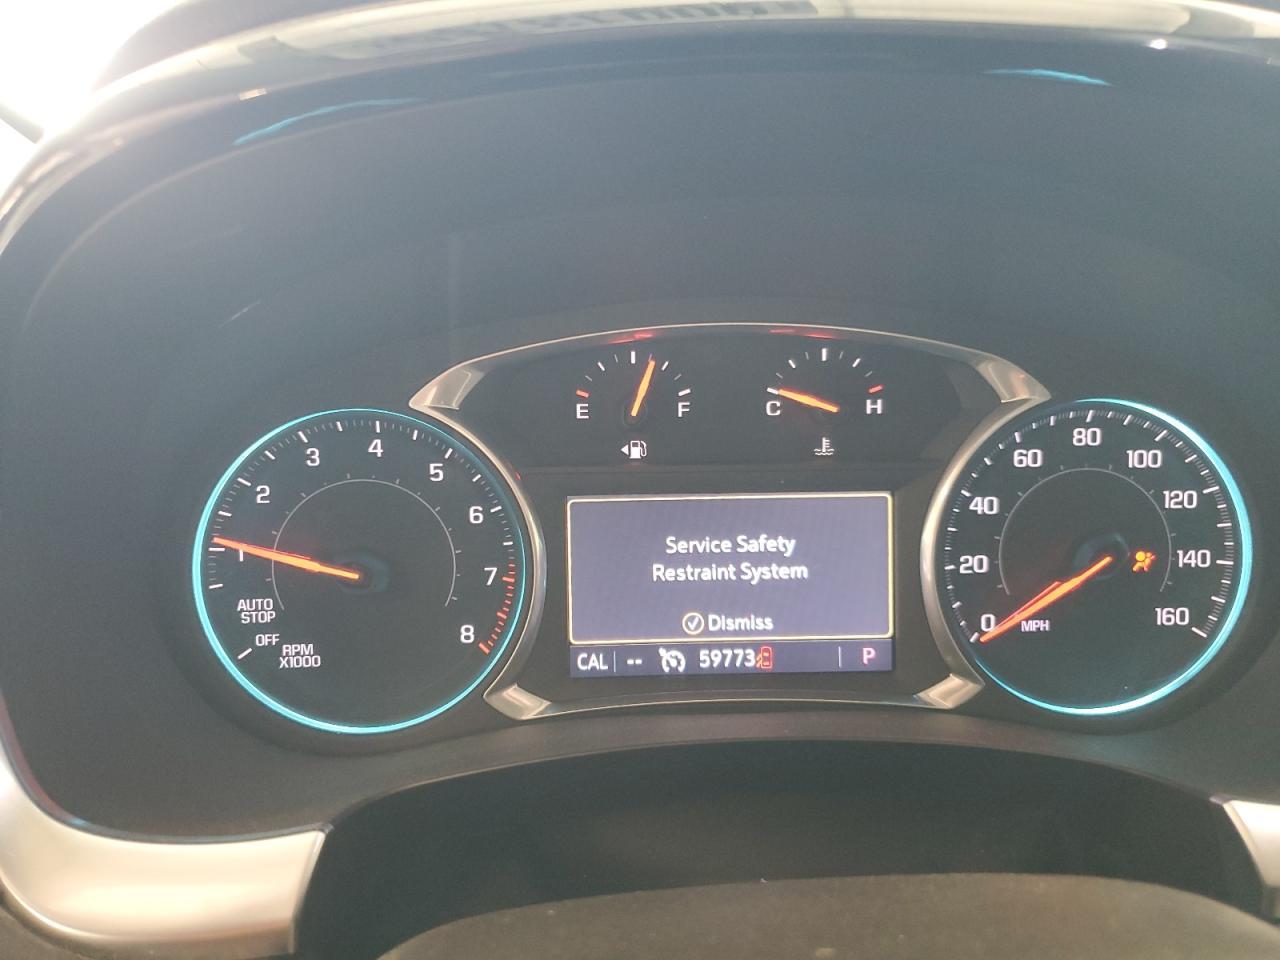 E F
C H
1 2 3 4 5 6 7 8
AUTO
STOP
OFF
RPM
X1000
Service Safety
Restraint System
Dismiss
CAL -- 59773 P
0 20 40 60 80 100 120 140 160
MPH